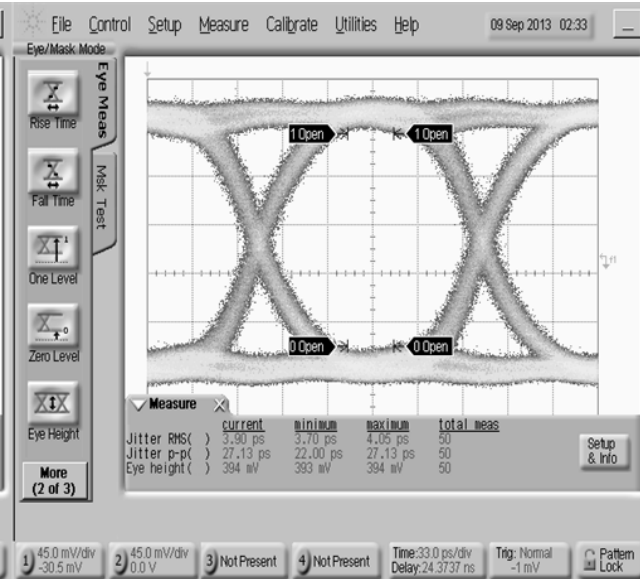 File Control Setup Measure Calibrate Utilities Help 09 Sep 2013 02:33
Eye/Mask Mode
Eye Meas
Msk Test
Rise Time
Fall Time
One Level
Zero Level
Eye Height
More
(2 of 3)
1 Open 1 Open
0 Open 0 Open
f1
Measure
current minimum maximum total meas
Jitter RMS( ) 3.90 ps 3.70 ps 4.05 ps 50
Jitter p-p( ) 27.13 ps 22.00 ps 27.13 ps 50
Eye height( ) 394 mV 393 mV 394 mV 50
Setup
& Info
1) 45.0 mV/div
-30.5 mV
2) 45.0 mV/div
0.0 V
3) Not Present
4) Not Present
Time:33.0 ps/div
Delay:24.3737 ns
Trig: Normal
-1 mV
Pattern
Lock